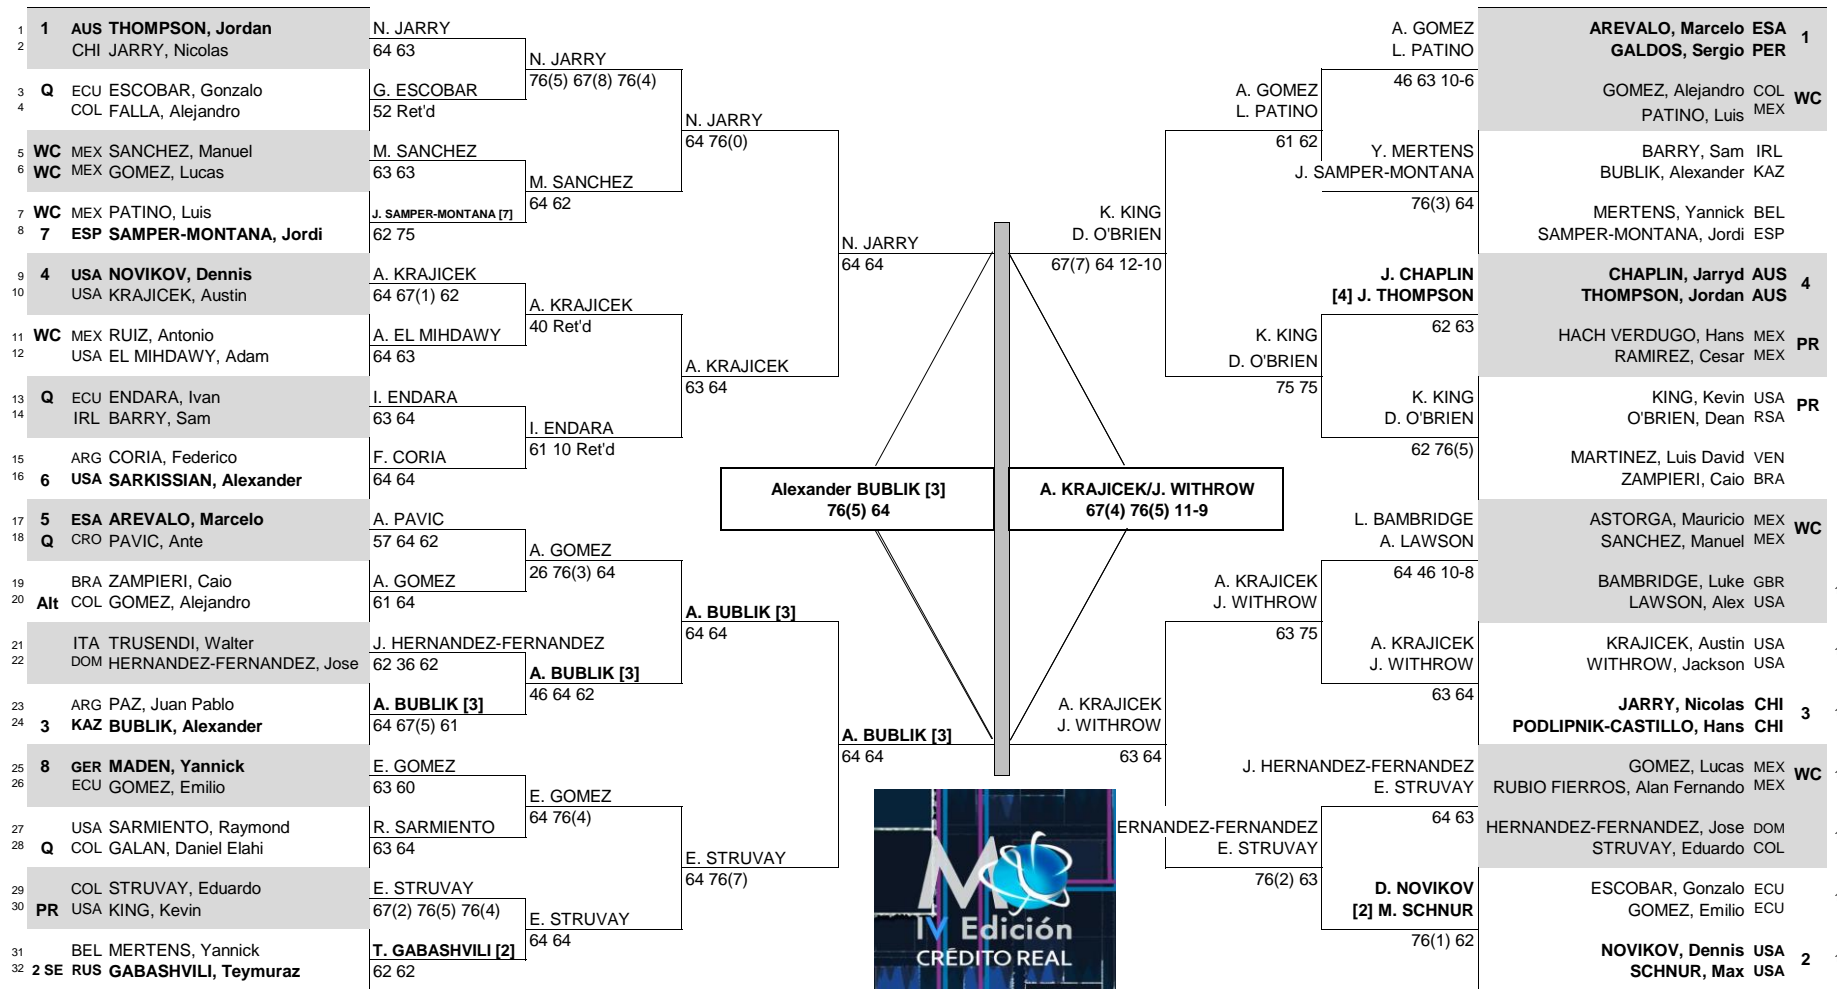 1 1 AUS THOMPSON, Jordan
2 CHI JARRY, Nicolas
3 Q ECU ESCOBAR, Gonzalo
4 COL FALLA, Alejandro
5 WC MEX SANCHEZ, Manuel
6 WC MEX GOMEZ, Lucas
7 WC MEX PATINO, Luis
8 7 ESP SAMPER-MONTANA, Jordi
9 4 USA NOVIKOV, Dennis
10 USA KRAJICEK, Austin
11 WC MEX RUIZ, Antonio
12 USA EL MIHDAWY, Adam
13 Q ECU ENDARA, Ivan
14 IRL BARRY, Sam
15 ARG CORIA, Federico
16 6 USA SARKISSIAN, Alexander
17 5 ESA AREVALO, Marcelo
18 Q CRO PAVIC, Ante
19 BRA ZAMPIERI, Caio
20 Alt COL GOMEZ, Alejandro
21 ITA TRUSENDI, Walter
22 DOM HERNANDEZ-FERNANDEZ, Jose
23 ARG PAZ, Juan Pablo
24 3 KAZ BUBLIK, Alexander
25 8 GER MADEN, Yannick
26 ECU GOMEZ, Emilio
27 USA SARMIENTO, Raymond
28 Q COL GALAN, Daniel Elahi
29 COL STRUVAY, Eduardo
30 PR USA KING, Kevin
31 BEL MERTENS, Yannick
32 2 SE RUS GABASHVILI, Teymuraz
N. JARRY
64 63
G. ESCOBAR
52 Ret'd
M. SANCHEZ
63 63
J. SAMPER-MONTANA [7]
62 75
A. KRAJICEK
64 67(1) 62
A. EL MIHDAWY
64 63
I. ENDARA
63 64
F. CORIA
64 64
A. PAVIC
57 64 62
A. GOMEZ
61 64
J. HERNANDEZ-FERNANDEZ
62 36 62
A. BUBLIK [3]
64 67(5) 61
E. GOMEZ
63 60
R. SARMIENTO
63 64
E. STRUVAY
67(2) 76(5) 76(4)
T. GABASHVILI [2]
62 62
N. JARRY
76(5) 67(8) 76(4)
M. SANCHEZ
64 62
A. KRAJICEK
40 Ret'd
I. ENDARA
61 10 Ret'd
A. GOMEZ
26 76(3) 64
A. BUBLIK [3]
46 64 62
E. GOMEZ
64 76(4)
E. STRUVAY
64 64
N. JARRY
64 76(0)
A. KRAJICEK
63 64
A. BUBLIK [3]
64 64
E. STRUVAY
64 76(7)
N. JARRY
64 64
A. BUBLIK [3]
64 64
Alexander BUBLIK [3]
76(5) 64
A. KRAJICEK/J. WITHROW
67(4) 76(5) 11-9
K. KING
D. O'BRIEN
67(7) 64 12-10
A. KRAJICEK
J. WITHROW
63 64
A. GOMEZ
L. PATINO
61 62
K. KING
D. O'BRIEN
75 75
A. KRAJICEK
J. WITHROW
63 75
ERNANDEZ-FERNANDEZ
E. STRUVAY
76(2) 63
A. GOMEZ
L. PATINO
46 63 10-6
Y. MERTENS
J. SAMPER-MONTANA
76(3) 64
J. CHAPLIN
[4] J. THOMPSON
62 63
K. KING
D. O'BRIEN
62 76(5)
L. BAMBRIDGE
A. LAWSON
64 46 10-8
A. KRAJICEK
J. WITHROW
63 64
J. HERNANDEZ-FERNANDEZ
E. STRUVAY
64 63
D. NOVIKOV
[2] M. SCHNUR
76(1) 62
AREVALO, Marcelo ESA 1
GALDOS, Sergio PER
GOMEZ, Alejandro COL WC
PATINO, Luis MEX
BARRY, Sam IRL
BUBLIK, Alexander KAZ
MERTENS, Yannick BEL
SAMPER-MONTANA, Jordi ESP
CHAPLIN, Jarryd AUS 4
THOMPSON, Jordan AUS
HACH VERDUGO, Hans MEX PR
RAMIREZ, Cesar MEX
KING, Kevin USA PR
O'BRIEN, Dean RSA
MARTINEZ, Luis David VEN
ZAMPIERI, Caio BRA
ASTORGA, Mauricio MEX WC
SANCHEZ, Manuel MEX
BAMBRIDGE, Luke GBR
LAWSON, Alex USA
KRAJICEK, Austin USA
WITHROW, Jackson USA
JARRY, Nicolas CHI 3
PODLIPNIK-CASTILLO, Hans CHI
GOMEZ, Lucas MEX WC
RUBIO FIERROS, Alan Fernando MEX
HERNANDEZ-FERNANDEZ, Jose DOM
STRUVAY, Eduardo COL
ESCOBAR, Gonzalo ECU
GOMEZ, Emilio ECU
NOVIKOV, Dennis USA 2
SCHNUR, Max USA
IV Edición
CRÉDITO REAL